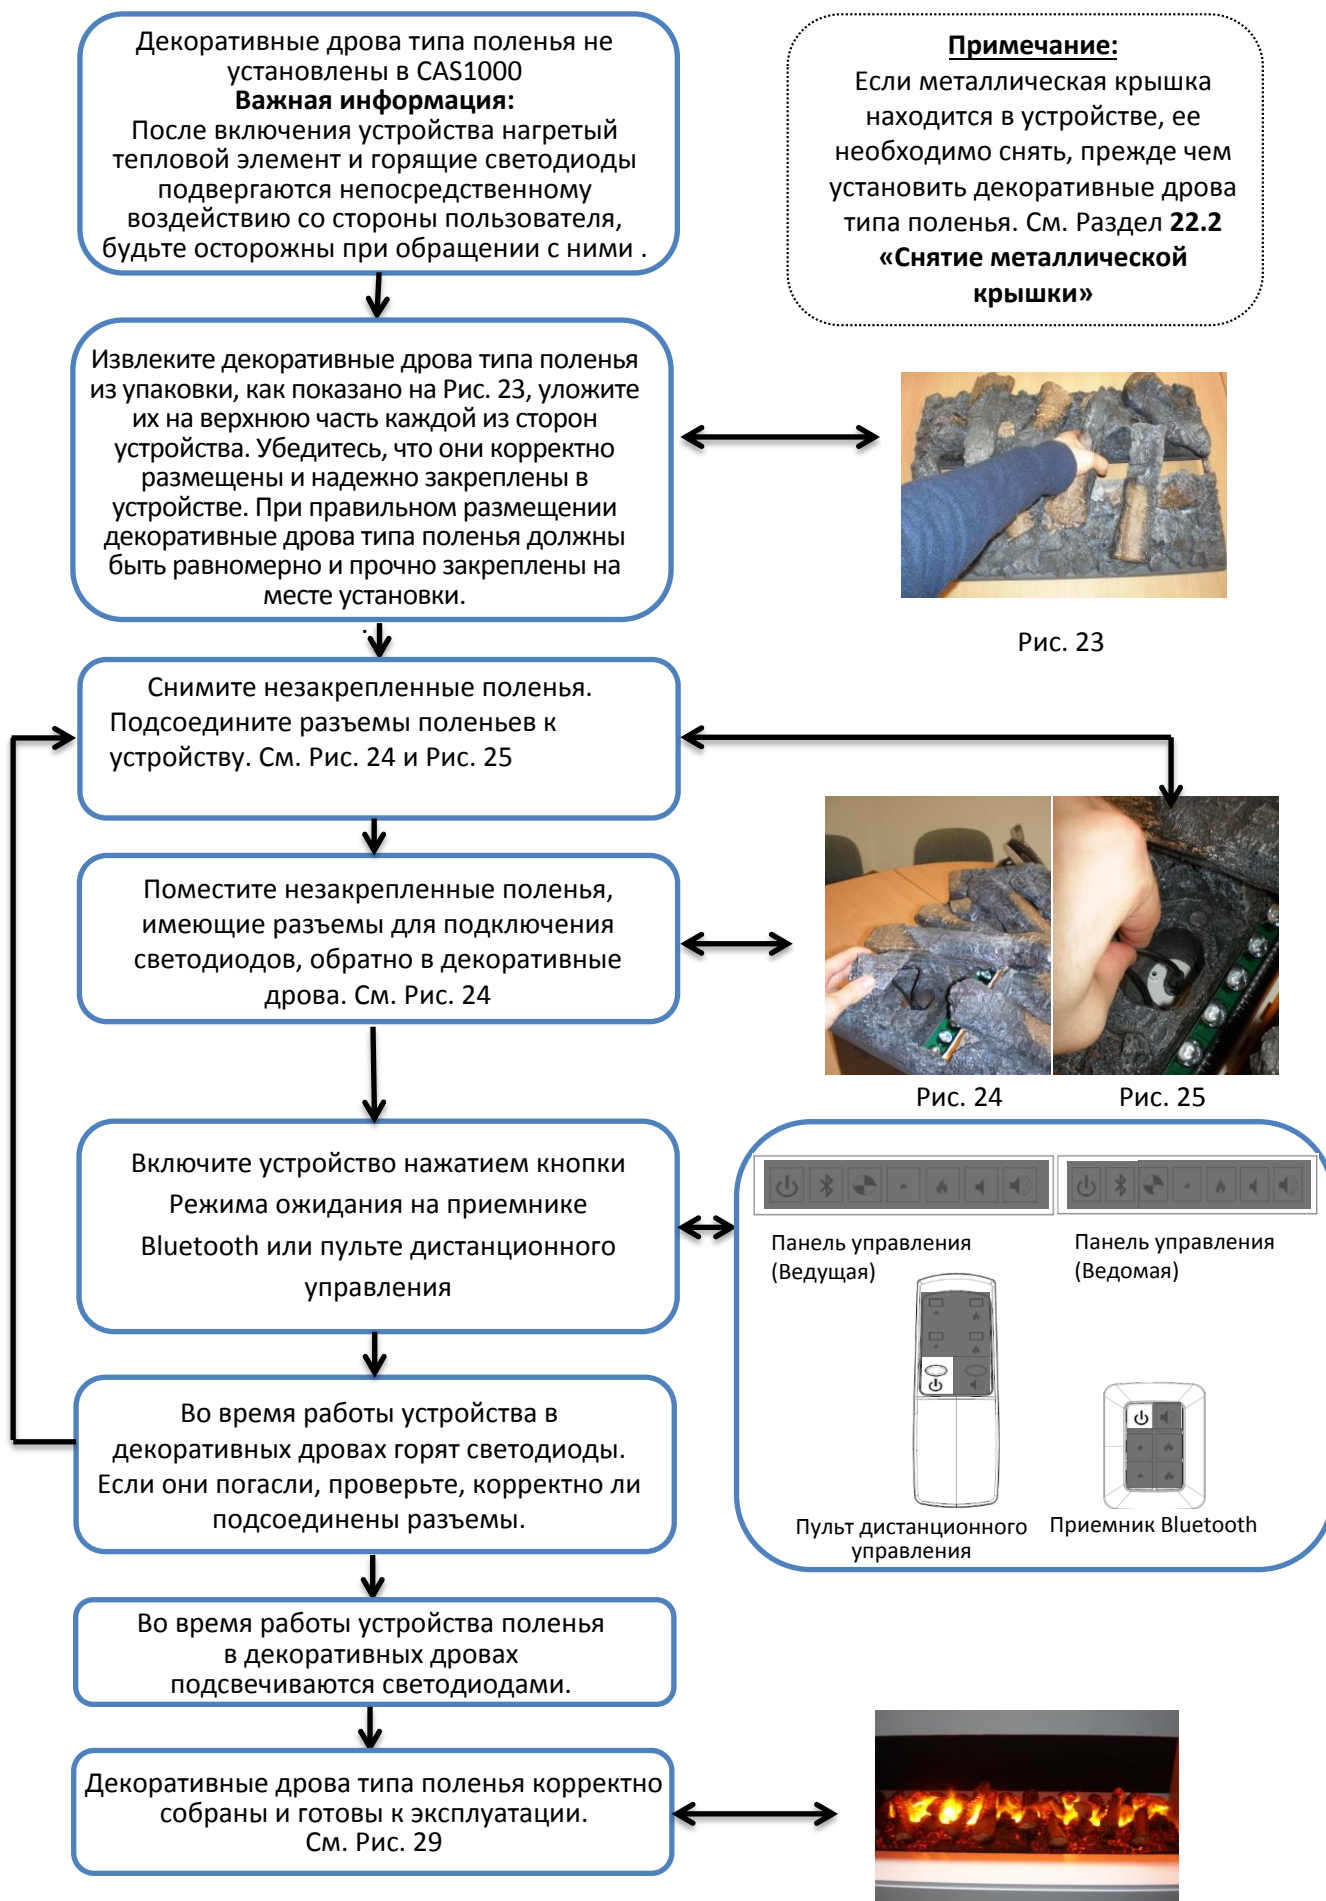 Декоративные дрова типа поленья не
установлены в CAS1000
Важная информация:
После включения устройства нагретый
тепловой элемент и горящие светодиоды
подвергаются непосредственному
воздействию со стороны пользователя,
будьте осторожны при обращении с ними .
Примечание:
Если металлическая крышка
находится в устройстве, ее
необходимо снять, прежде чем
установить декоративные дрова
типа поленья. См. Раздел 22.2
«Снятие металлической
крышки»
Извлеките декоративные дрова типа поленья
из упаковки, как показано на Рис. 23, уложите
их на верхнюю часть каждой из сторон
устройства. Убедитесь, что они корректно
размещены и надежно закреплены в
устройстве. При правильном размещении
декоративные дрова типа поленья должны
быть равномерно и прочно закреплены на
месте установки.
.
Рис. 23
Снимите незакрепленные поленья.
Подсоедините разъемы поленьев к
устройству. См. Рис. 24 и Рис. 25
Поместите незакрепленные поленья,
имеющие разъемы для подключения
светодиодов, обратно в декоративные
дрова. См. Рис. 24
Рис. 24
Рис. 25
Включите устройство нажатием кнопки
Режима ожидания на приемнике
Bluetooth или пульте дистанционного
управления
Панель управления
(Ведущая)
Панель управления
(Ведомая)
Пульт дистанционного
управления
Приемник Bluetooth
Во время работы устройства в
декоративных дровах горят светодиоды.
Если они погасли, проверьте, корректно ли
подсоединены разъемы.
Во время работы устройства поленья
в декоративных дровах
подсвечиваются светодиодами.
Декоративные дрова типа поленья корректно
собраны и готовы к эксплуатации.
См. Рис. 29